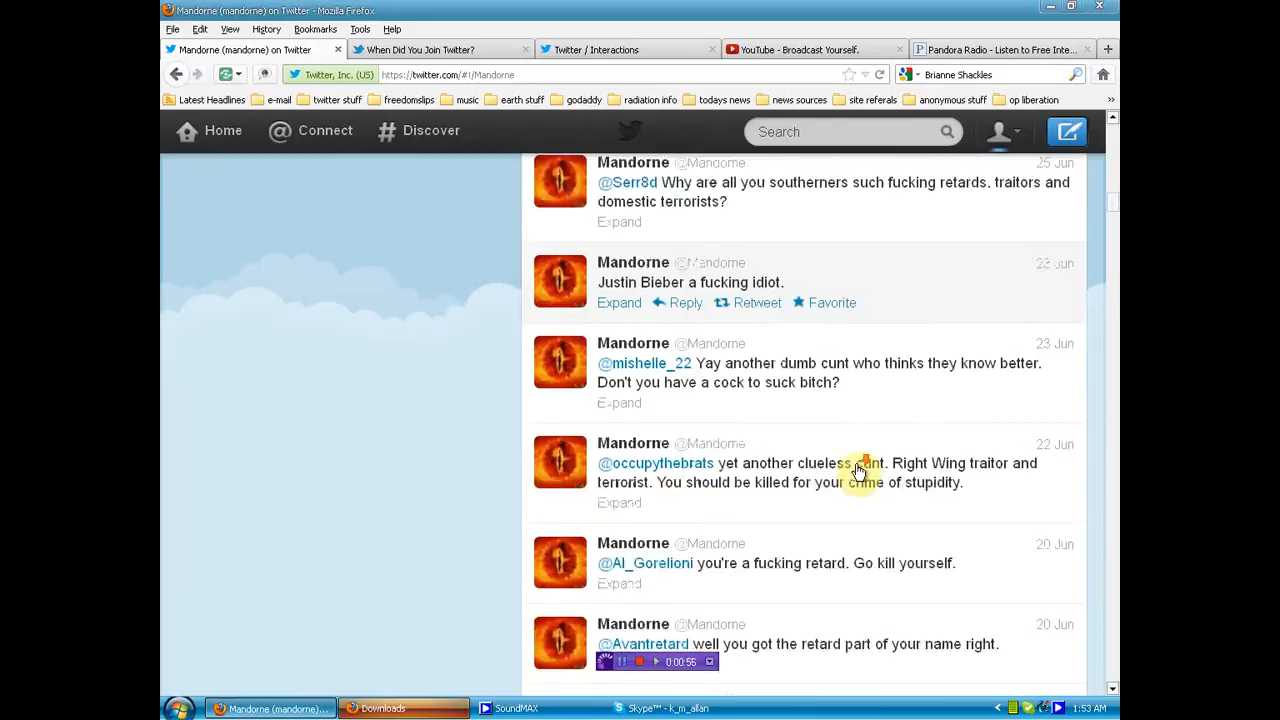 Mandorne (mandorne) on Twitter - Mozilla Firefox
File Edit View History Bookmarks Tools Help
Mandorne (mandorne) on Twitter
When Did You Join Twitter?
Twitter / Interactions
YouTube - Broadcast Yourself.
Pandora Radio - Listen to Free Inte...
Twitter, Inc. (US)
https://twitter.com/#!/Mandorne
Brianne Shackles
Latest Headlines e-mail twitter stuff freedomslips music earth stuff godaddy radiation info todays news news sources site referals anonymous stuff op liberation
Home Connect Discover
Search
Mandorne @Mandorne 25 Jun
@Serr8d Why are all you southerners such fucking retards, traitors and
domestic terrorists?
Expand
Mandorne @Mandorne 23 Jun
Justin Bieber a fucking idiot.
Expand Reply Retweet Favorite
Mandorne @Mandorne 23 Jun
@mishelle_22 Yay another dumb cunt who thinks they know better.
Don't you have a cock to suck bitch?
Expand
Mandorne @Mandorne 22 Jun
@occupythebrats yet another clueless cunt. Right Wing traitor and
terrorist. You should be killed for your crime of stupidity.
Expand
Mandorne @Mandorne 20 Jun
@Al_Gorelioni you're a fucking retard. Go kill yourself.
Expand
Mandorne @Mandorne 20 Jun
@Avantretard well you got the retard part of your name right.
0:00:56
Mandorne (mandorne)...
Downloads
SoundMAX
Skype™ - k_m_allan
1:53 AM